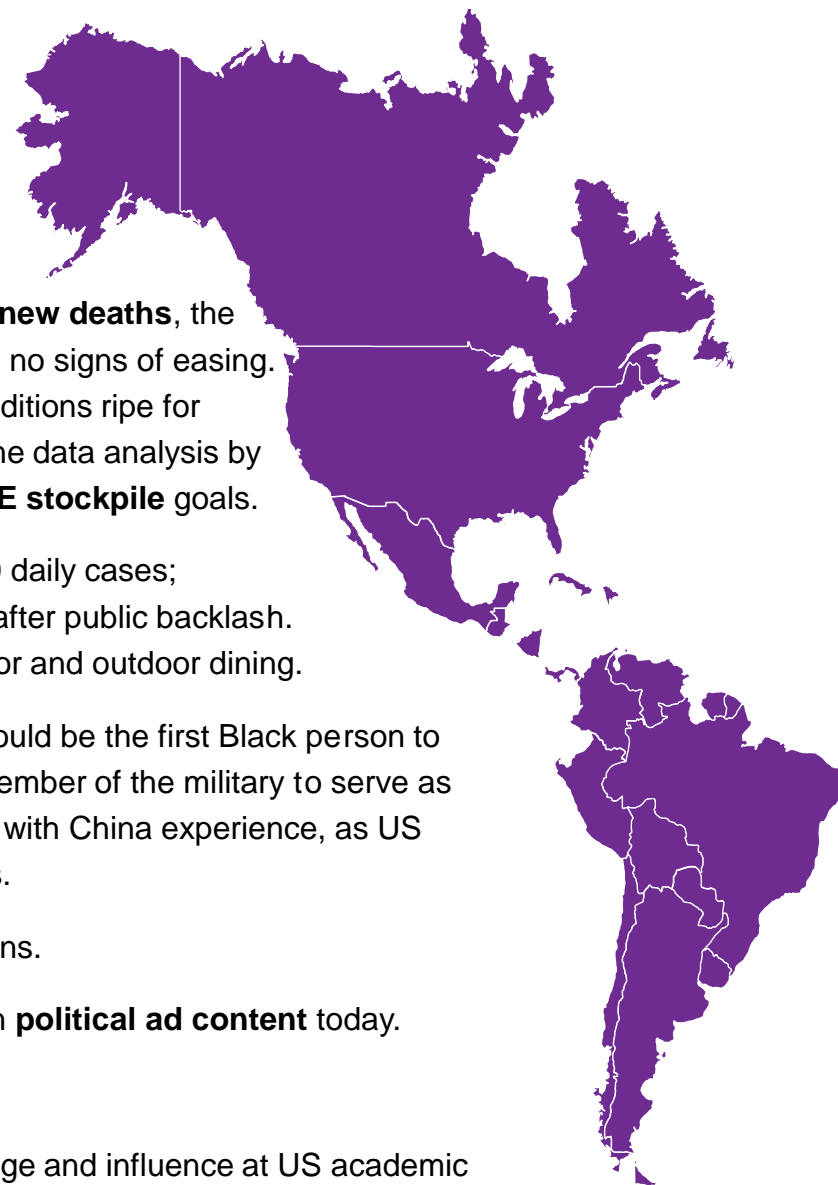 new deaths, the
no signs of easing.
ditions ripe for
ne data analysis by
E stockpile goals.
daily cases;
after public backlash.
or and outdoor dining.
ould be the first Black person to
ember of the military to serve as
with China experience, as US
s.
ns.
n political ad content today.
ge and influence at US academic